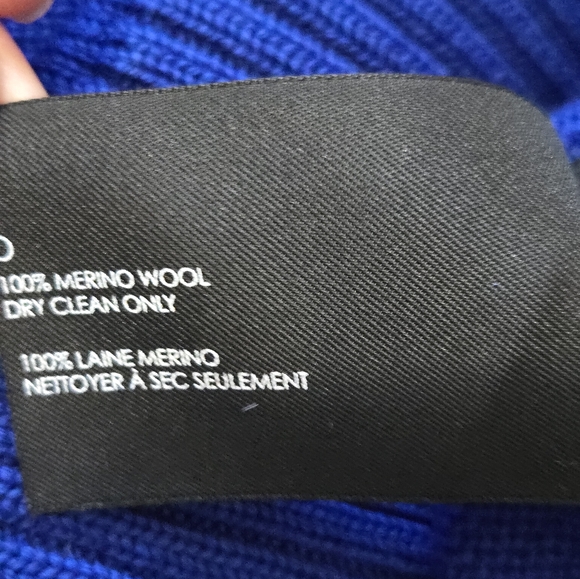 100% MERINO WOOL
DRY CLEAN ONLY
100% LAINE MERINO
NETTOYER À SEC SEULEMENT